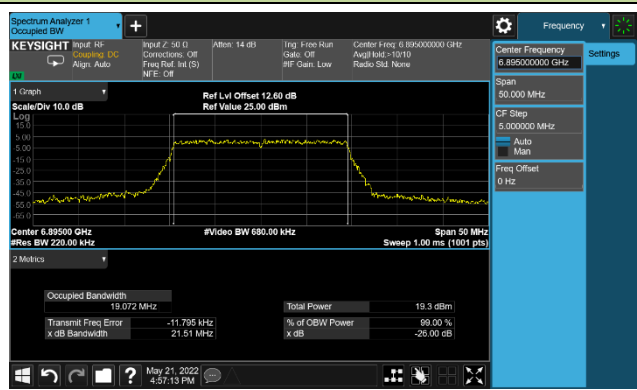 Spectrum Analyzer 1
Occupied BW
+
Frequency
KEYSIGHT Input: RF
Coupling: DC
Align: Auto
Input Z: 50 Ω
Corrections: Off
Freq Ref: Int (S)
NFE: Off
Atten: 14 dB
Trig: Free Run
Gate: Off
#IF Gain: Low
Center Freq: 6.895000000 GHz
Avg|Hold:>10/10
Radio Std: None
LXI
Center Frequency
6.895000000 GHz
Settings
Span
50.000 MHz
CF Step
5.000000 MHz
Auto
Man
Freq Offset
0 Hz
1 Graph
Scale/Div 10.0 dB
Ref Lvl Offset 12.60 dB
Ref Value 25.00 dBm
Log
15.0
5.00
-5.00
-15.0
-25.0
-35.0
-45.0
-55.0
-65.0
Center 6.89500 GHz
#Res BW 220.00 kHz
#Video BW 680.00 kHz
Span 50 MHz
Sweep 1.00 ms (1001 pts)
2 Metrics
Occupied Bandwidth
19.072 MHz
Total Power 19.3 dBm
Transmit Freq Error -11.795 kHz
% of OBW Power 99.00 %
x dB Bandwidth 21.51 MHz
x dB -26.00 dB
?
May 21, 2022
4:57:13 PM